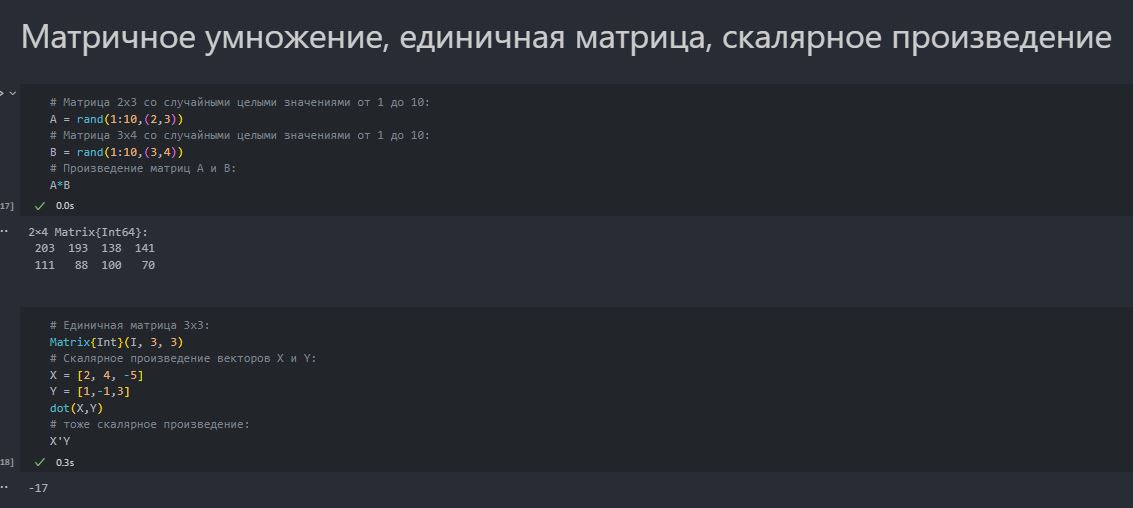 Матричное умножение, единичная матрица, скалярное произведение
# Матрица 2x3 со случайными целыми значениями от 1 до 10:
A = rand(1:10,(2,3))
# Матрица 3x4 со случайными целыми значениями от 1 до 10:
B = rand(1:10,(3,4))
# Произведение матриц A и B:
A*B
17]
0.0s
2×4 Matrix{Int64}:
203 193 138 141
111 88 100 70
# Единичная матрица 3x3:
Matrix{Int}(I, 3, 3)
# Скалярное произведение векторов X и Y:
X = [2, 4, -5]
Y = [1,-1,3]
dot(X,Y)
# тоже скалярное произведение:
X'Y
18]
0.3s
-17